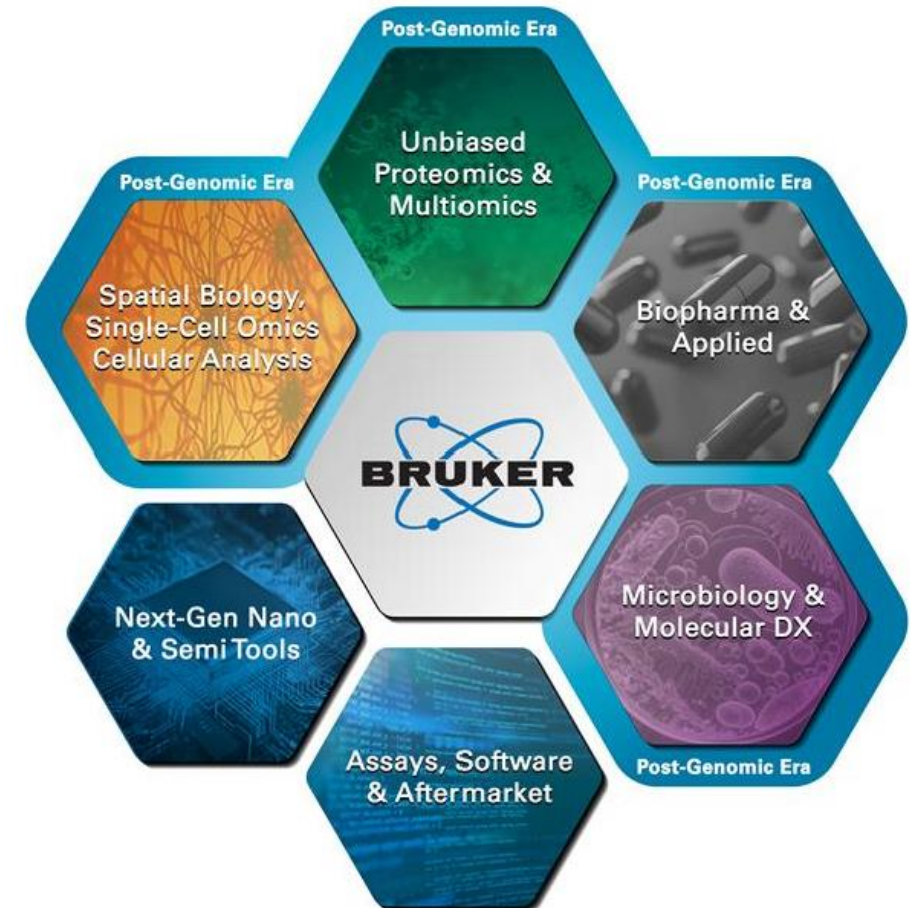 Post-Genomic Era
Unbiased
Proteomics &
Multiomics
Post-Genomic Era
Spatial Biology,
Single-Cell Omics
Cellular Analysis
Post-Genomic Era
Biopharma &
Applied
BRUKER
Next-Gen Nano
& Semi Tools
Microbiology &
Molecular DX
Post-Genomic Era
Assays, Software
& Aftermarket